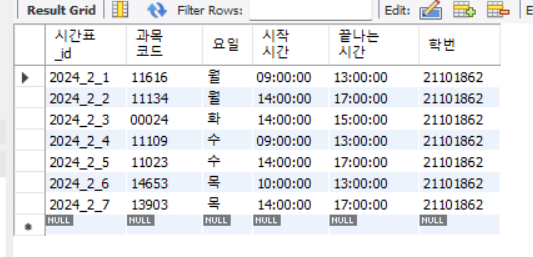 Result Grid Filter Rows: Edit:
시간표_id 과목코드 요일 시작시간 끝나는시간 학번
2024_2_1 11616 월 09:00:00 13:00:00 21101862
2024_2_2 11134 월 14:00:00 17:00:00 21101862
2024_2_3 00024 화 14:00:00 15:00:00 21101862
2024_2_4 11109 수 09:00:00 13:00:00 21101862
2024_2_5 11023 수 14:00:00 17:00:00 21101862
2024_2_6 14653 목 10:00:00 13:00:00 21101862
2024_2_7 13903 목 14:00:00 17:00:00 21101862
NULL NULL NULL NULL NULL NULL